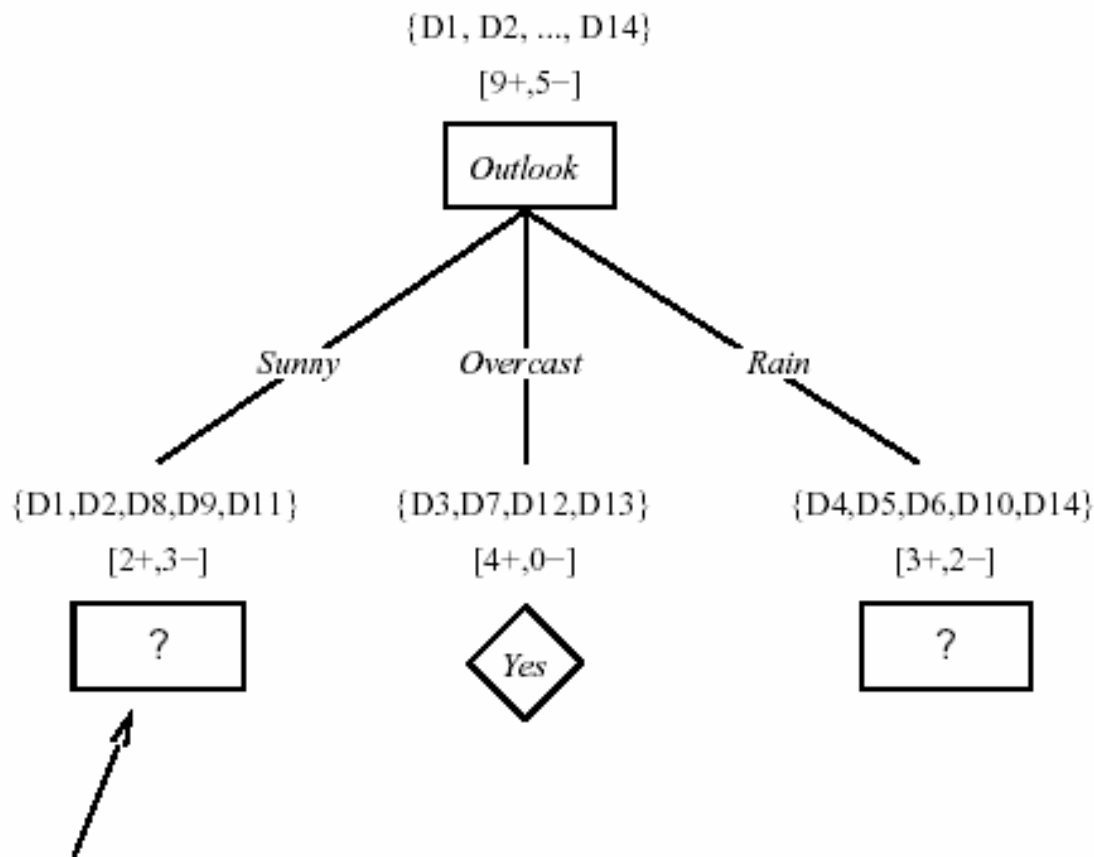 {D1, D2, ..., D14}
[9+,5−]
Outlook
Sunny
Overcast
Rain
{D1,D2,D8,D9,D11}
{D3,D7,D12,D13}
{D4,D5,D6,D10,D14}
[2+,3−]
[4+,0−]
[3+,2−]
?
Yes
?